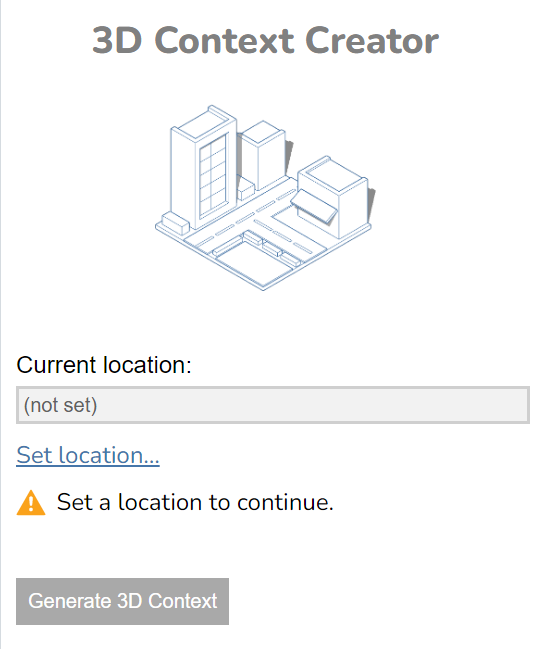 3D Context Creator
Current location:
(not set)
Set location...
Set a location to continue.
Generate 3D Context